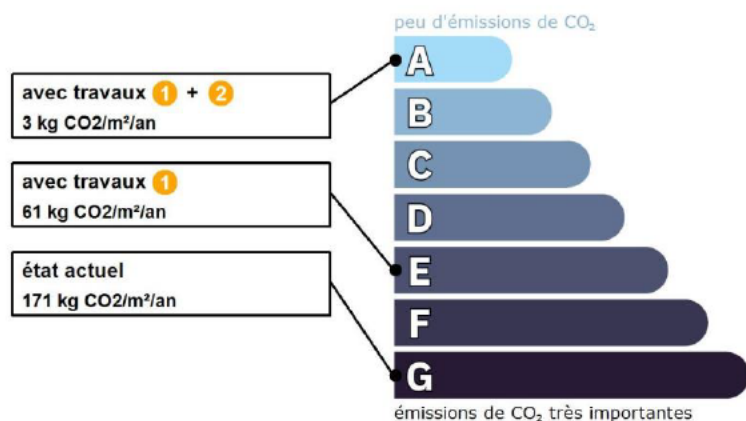 peu d'émissions de CO₂
A
avec travaux 1 + 2
3 kg CO2/m²/an
B
C
avec travaux 1
61 kg CO2/m²/an
D
E
état actuel
171 kg CO2/m²/an
F
G
émissions de CO₂ très importantes